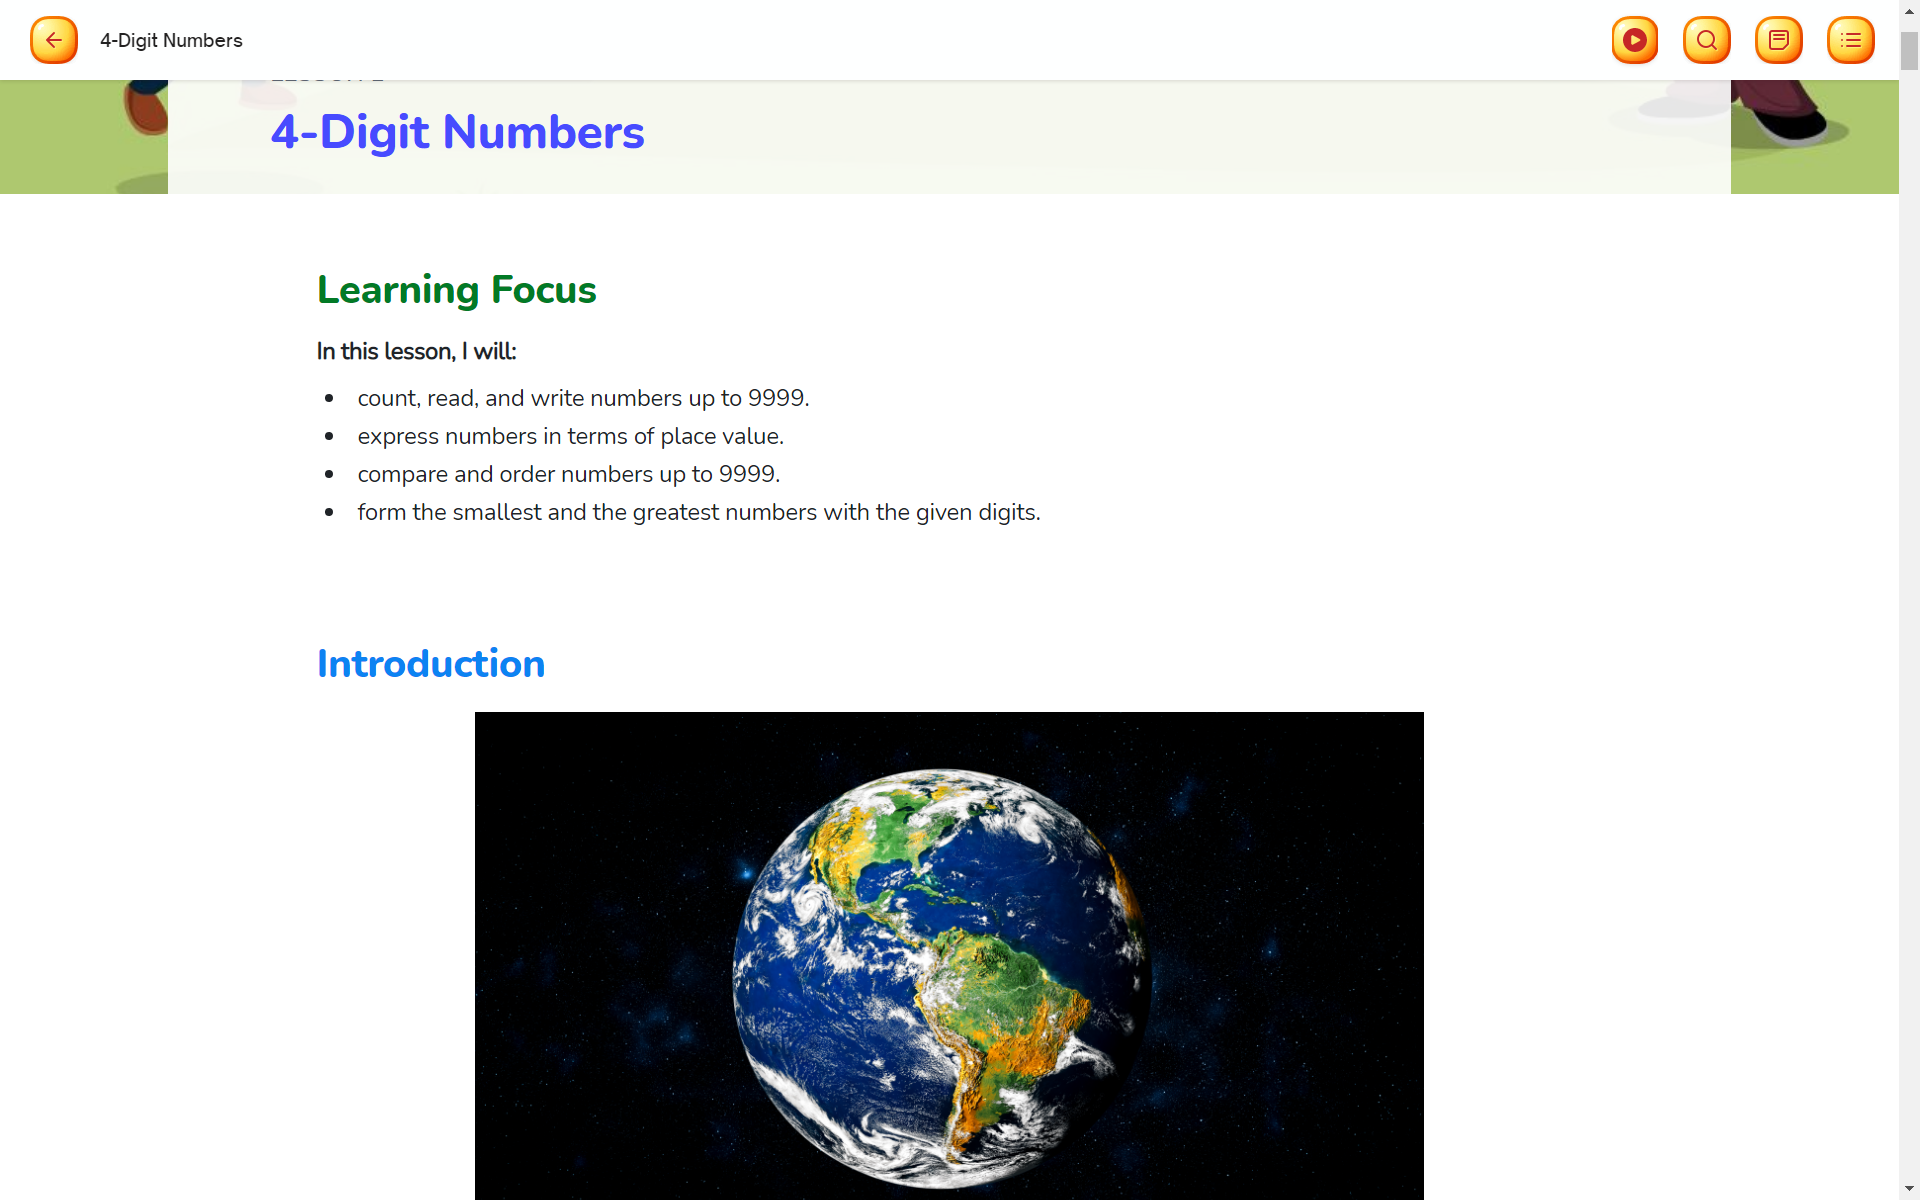 4-Digit Numbers
4-Digit Numbers
Learning Focus
In this lesson, I will:
count, read, and write numbers up to 9999.
express numbers in terms of place value.
compare and order numbers up to 9999.
form the smallest and the greatest numbers with the given digits.
Introduction